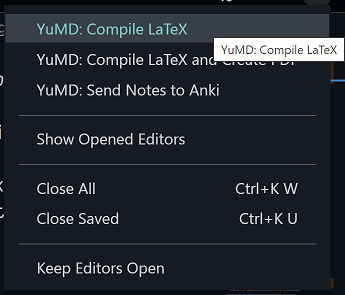 YuMD: Compile LaTeX
YuMD: Compile LaTeX
YuMD: Compile LaTeX and Create PDF
YuMD: Send Notes to Anki
Show Opened Editors
Close All Ctrl+K W
Close Saved Ctrl+K U
Keep Editors Open